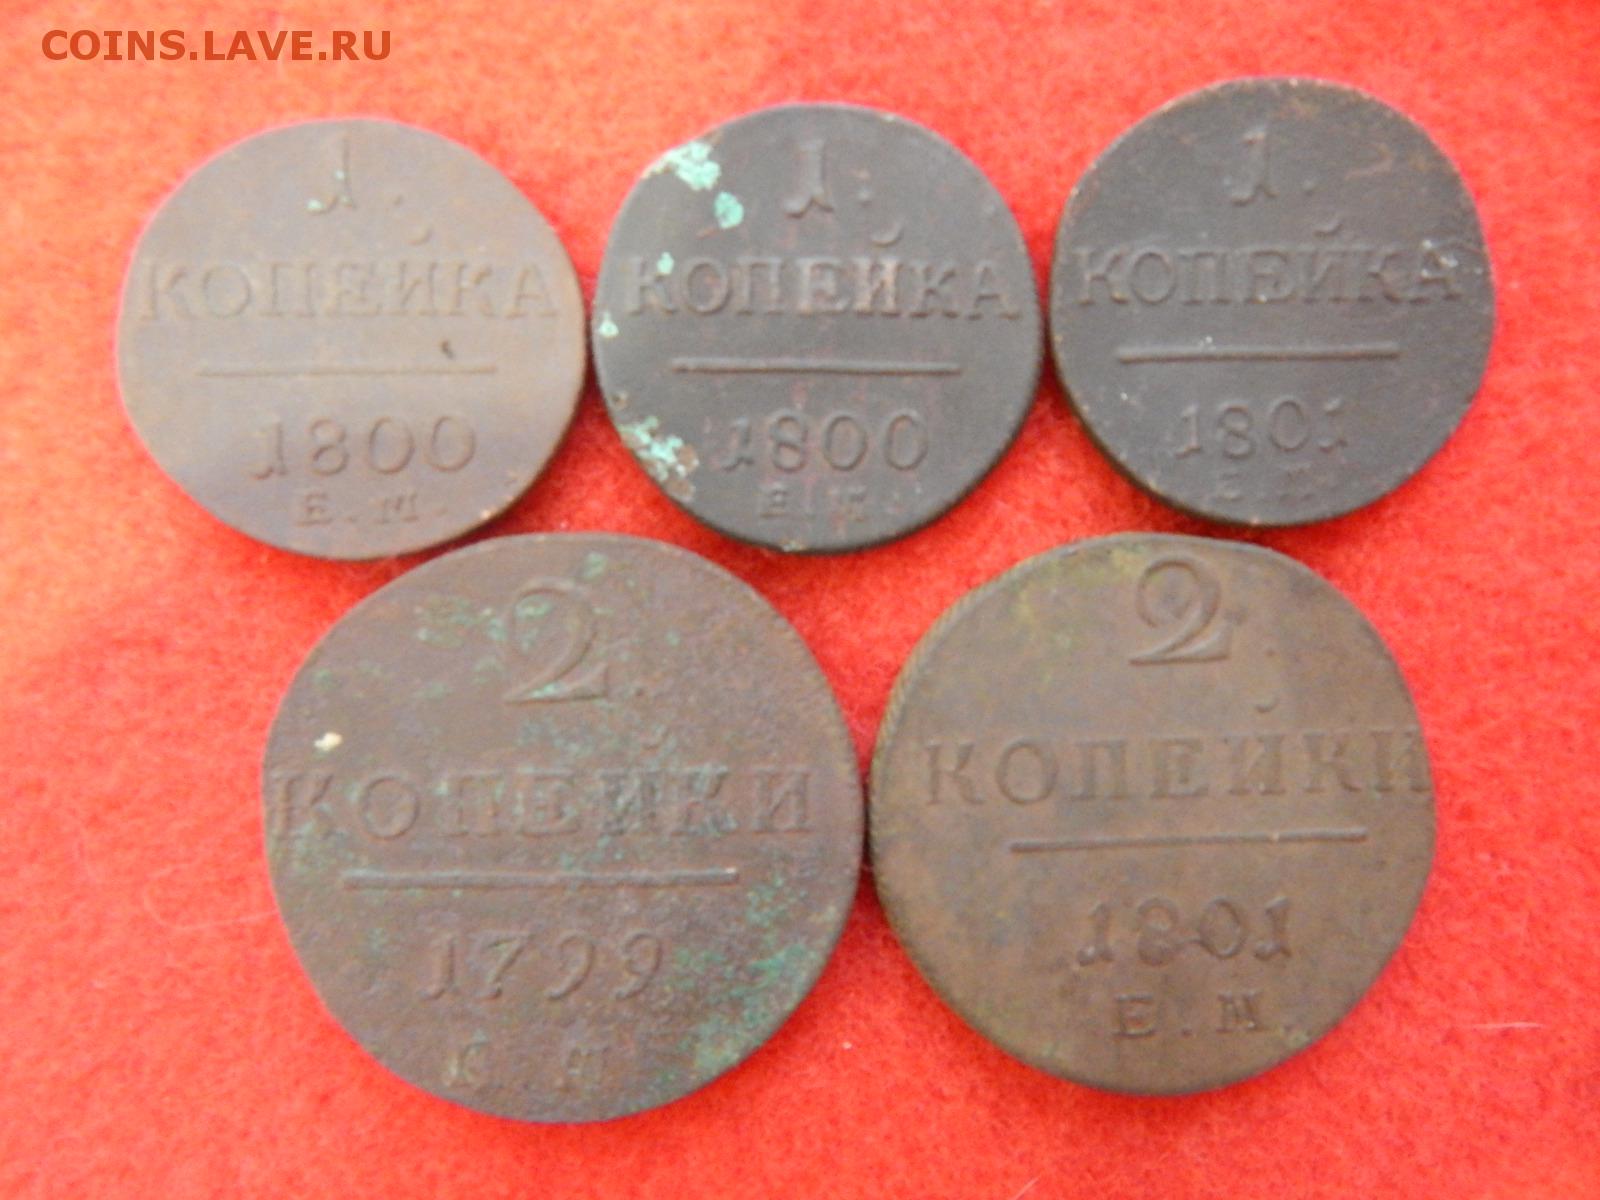 COINS.LAVE.RU
1.
КОПЕЙКА
1800
Е.М.
1.
КОПЕЙКА
1800
Е.М.
1.
КОПЕЙКА
1801
Е.М.
2.
КОПЕЙКИ
1799
2.
КОПЕЙКИ
1801
Е.М